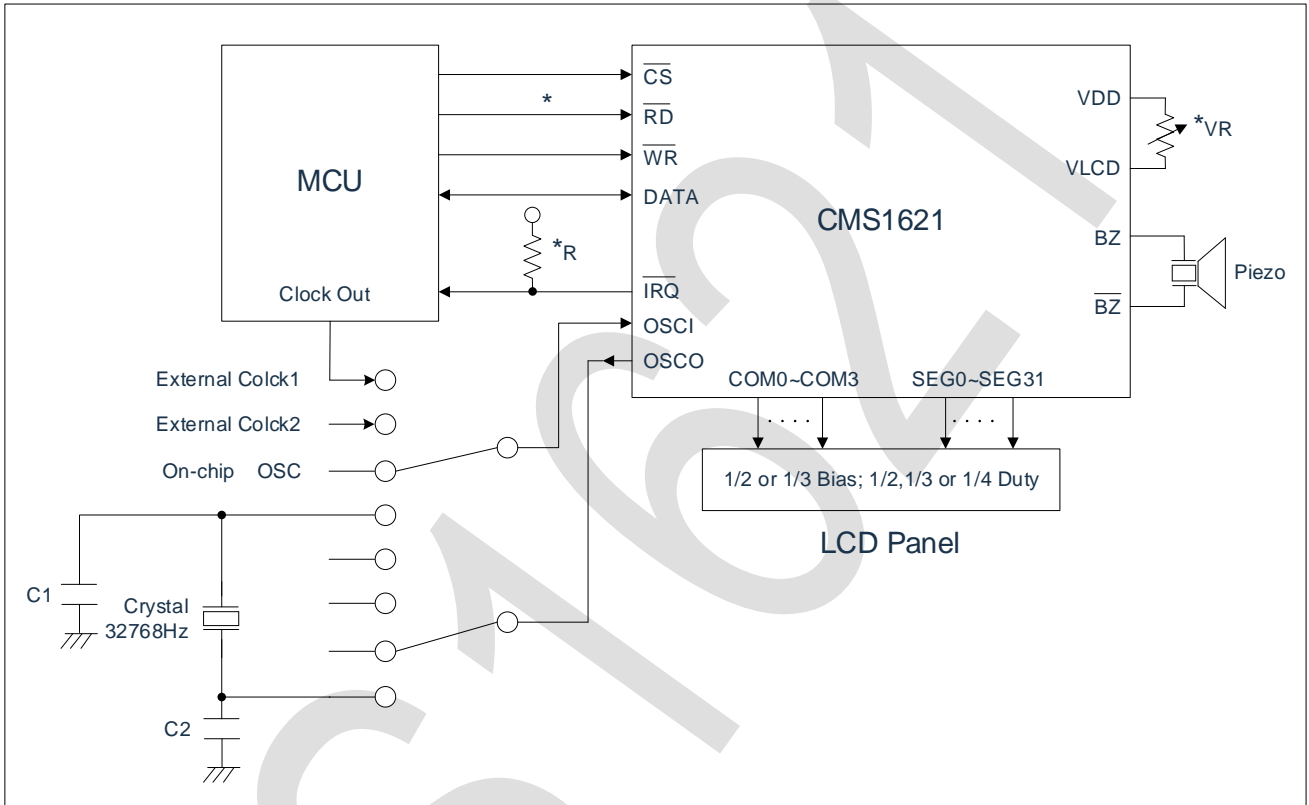 MCU
Clock Out
*
*R
CS
RD
WR
DATA
IRQ
OSCI
OSCO
CMS1621
VDD
VLCD
BZ
BZ
*VR
Piezo
COM0~COM3
SEG0~SEG31
. . . .
. . . .
1/2 or 1/3 Bias; 1/2,1/3 or 1/4 Duty
LCD Panel
External Colck1
External Colck2
On-chip OSC
C1
Crystal
32768Hz
C2